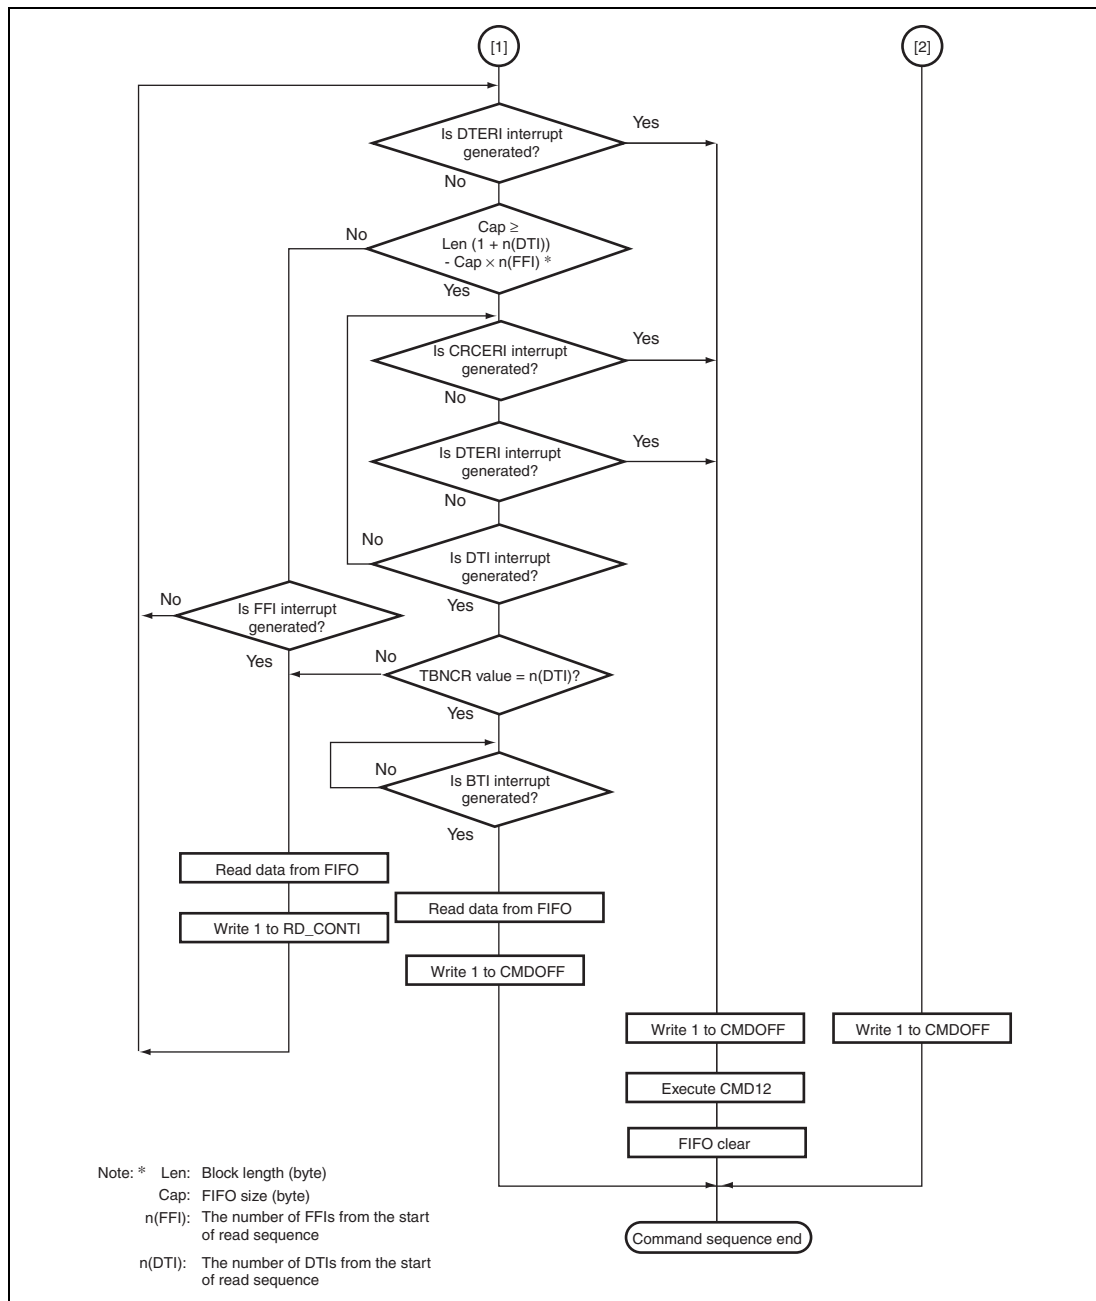 [1]
[2]
Is DTERI interrupt
generated?
Yes
No
Cap ≥
Len (1 + n(DTI))
- Cap × n(FFI) *
No
Yes
Is CRCERI interrupt
generated?
Yes
No
Is DTERI interrupt
generated?
Yes
No
Is DTI interrupt
generated?
No
Yes
Is FFI interrupt
generated?
No
Yes
TBNCR value = n(DTI)?
No
Yes
Is BTI interrupt
generated?
No
Yes
Read data from FIFO
Write 1 to RD_CONTI
Read data from FIFO
Write 1 to CMDOFF
Write 1 to CMDOFF
Execute CMD12
FIFO clear
Write 1 to CMDOFF
Command sequence end
Note: * Len: Block length (byte)
Cap: FIFO size (byte)
n(FFI): The number of FFIs from the start
of read sequence
n(DTI): The number of DTIs from the start
of read sequence